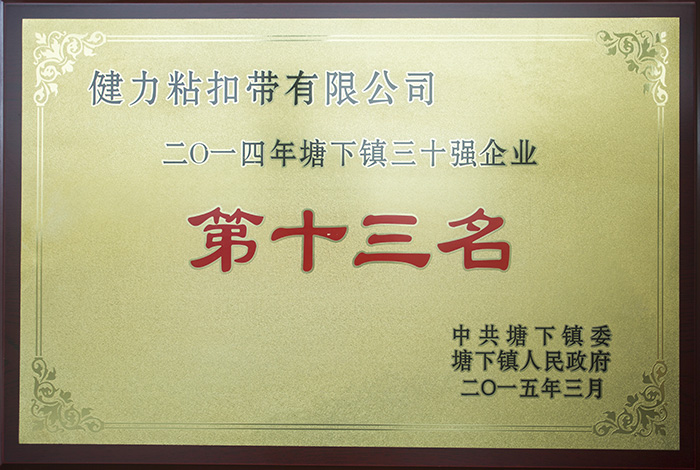 健力粘扣带有限公司
二〇一四年塘下镇三十强企业
第十三名
中共塘下镇委
塘下镇人民政府
二〇一五年三月